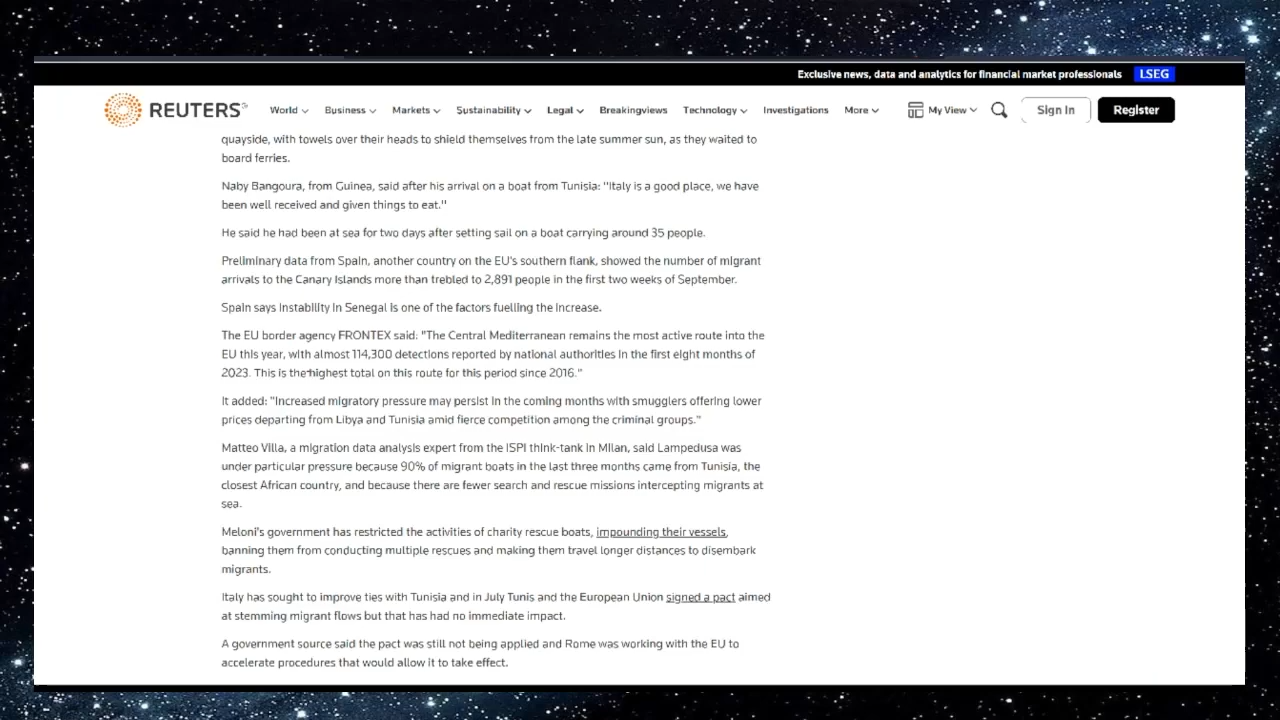 Exclusive news, data and analytics for financial market professionals LSEG
REUTERS World Business Markets Sustainability Legal Breakingviews Technology Investigations More My View Sign In Register
quayside, with towels over their heads to shield themselves from the late summer sun, as they waited to
board ferries.
Naby Bangoura, from Guinea, said after his arrival on a boat from Tunisia: "Italy is a good place, we have
been well received and given things to eat."
He said he had been at sea for two days after setting sail on a boat carrying around 35 people.
Preliminary data from Spain, another country on the EU's southern flank, showed the number of migrant
arrivals to the Canary Islands more than trebled to 2,891 people in the first two weeks of September.
Spain says instability in Senegal is one of the factors fuelling the increase.
The EU border agency FRONTEX said: "The Central Mediterranean remains the most active route into the
EU this year, with almost 114,300 detections reported by national authorities in the first eight months of
2023. This is the highest total on this route for this period since 2016."
It added: "Increased migratory pressure may persist in the coming months with smugglers offering lower
prices departing from Libya and Tunisia amid fierce competition among the criminal groups."
Matteo Villa, a migration data analysis expert from the ISPI think-tank in Milan, said Lampedusa was
under particular pressure because 90% of migrant boats in the last three months came from Tunisia, the
closest African country, and because there are fewer search and rescue missions intercepting migrants at
sea.
Meloni's government has restricted the activities of charity rescue boats, impounding their vessels,
banning them from conducting multiple rescues and making them travel longer distances to disembark
migrants.
Italy has sought to improve ties with Tunisia and in July Tunis and the European Union signed a pact aimed
at stemming migrant flows but that has had no immediate impact.
A government source said the pact was still not being applied and Rome was working with the EU to
accelerate procedures that would allow it to take effect.